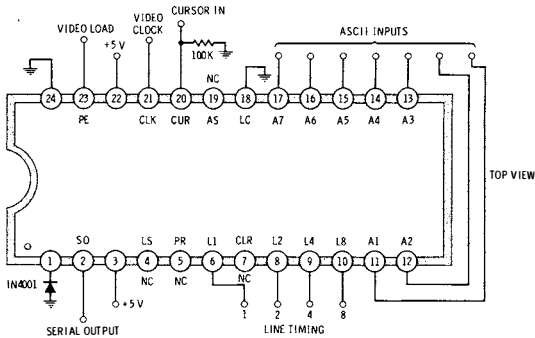 CURSOR IN
VIDEO
CLOCK
VIDEO LOAD
+5 V
100K
ASCII INPUTS
NC
24 23 22 21 20 19 18 17 16 15 14 13
PE CLK CUR AS LC A7 A6 A5 A4 A3
TOP VIEW
SO LS PR L1 CLR L2 L4 L8 A1 A2
1 2 3 4 5 6 7 8 9 10 11 12
IN4001
NC NC NC
+5 V
1 2 4 8
SERIAL OUTPUT
LINE TIMING